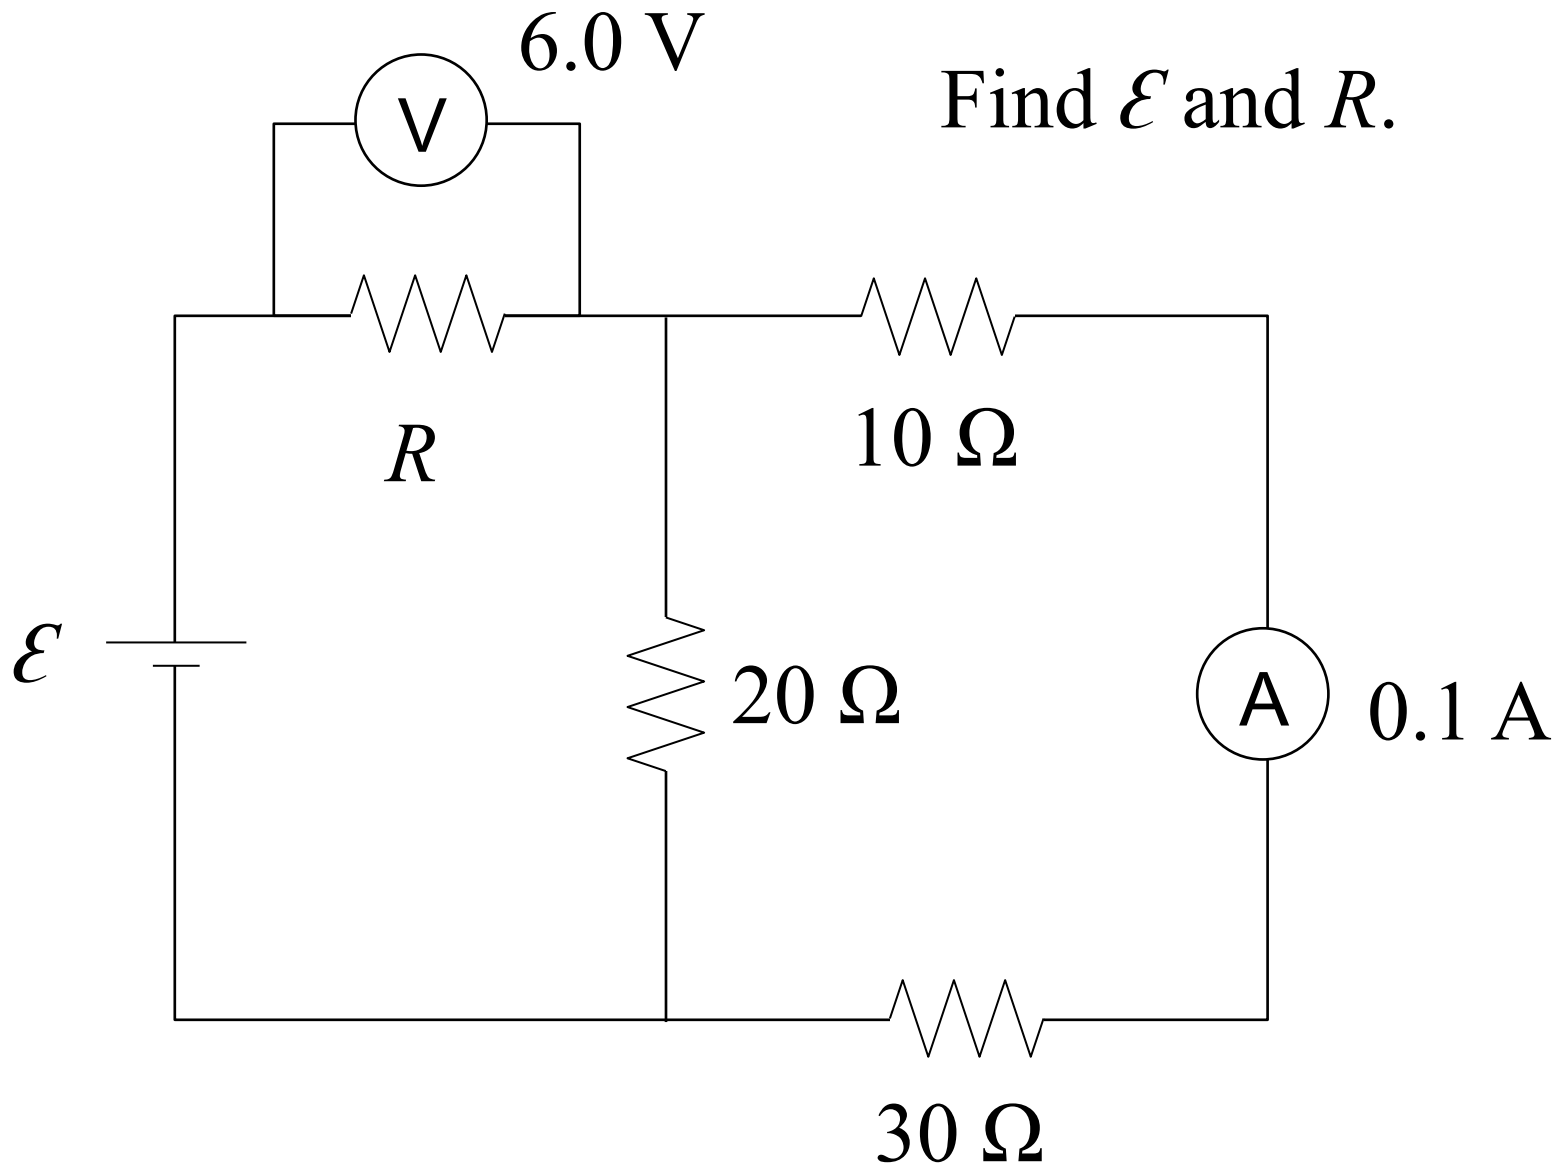 6.0 V
Find ℰ and R.
V
R
10 Ω
ℰ
20 Ω
A
0.1 A
30 Ω